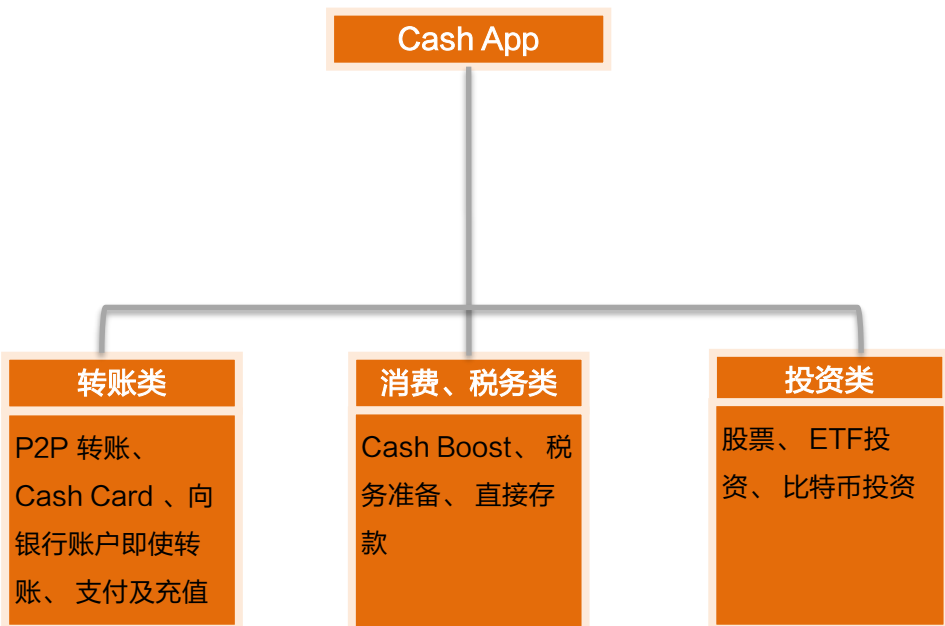 Cash App
转账类
P2P 转账、
Cash Card 、向
银行账户即使转
账、 支付及充值
消费、税务类
Cash Boost、 税
务准备、 直接存
款
投资类
股票、 ETF投
资、 比特币投资